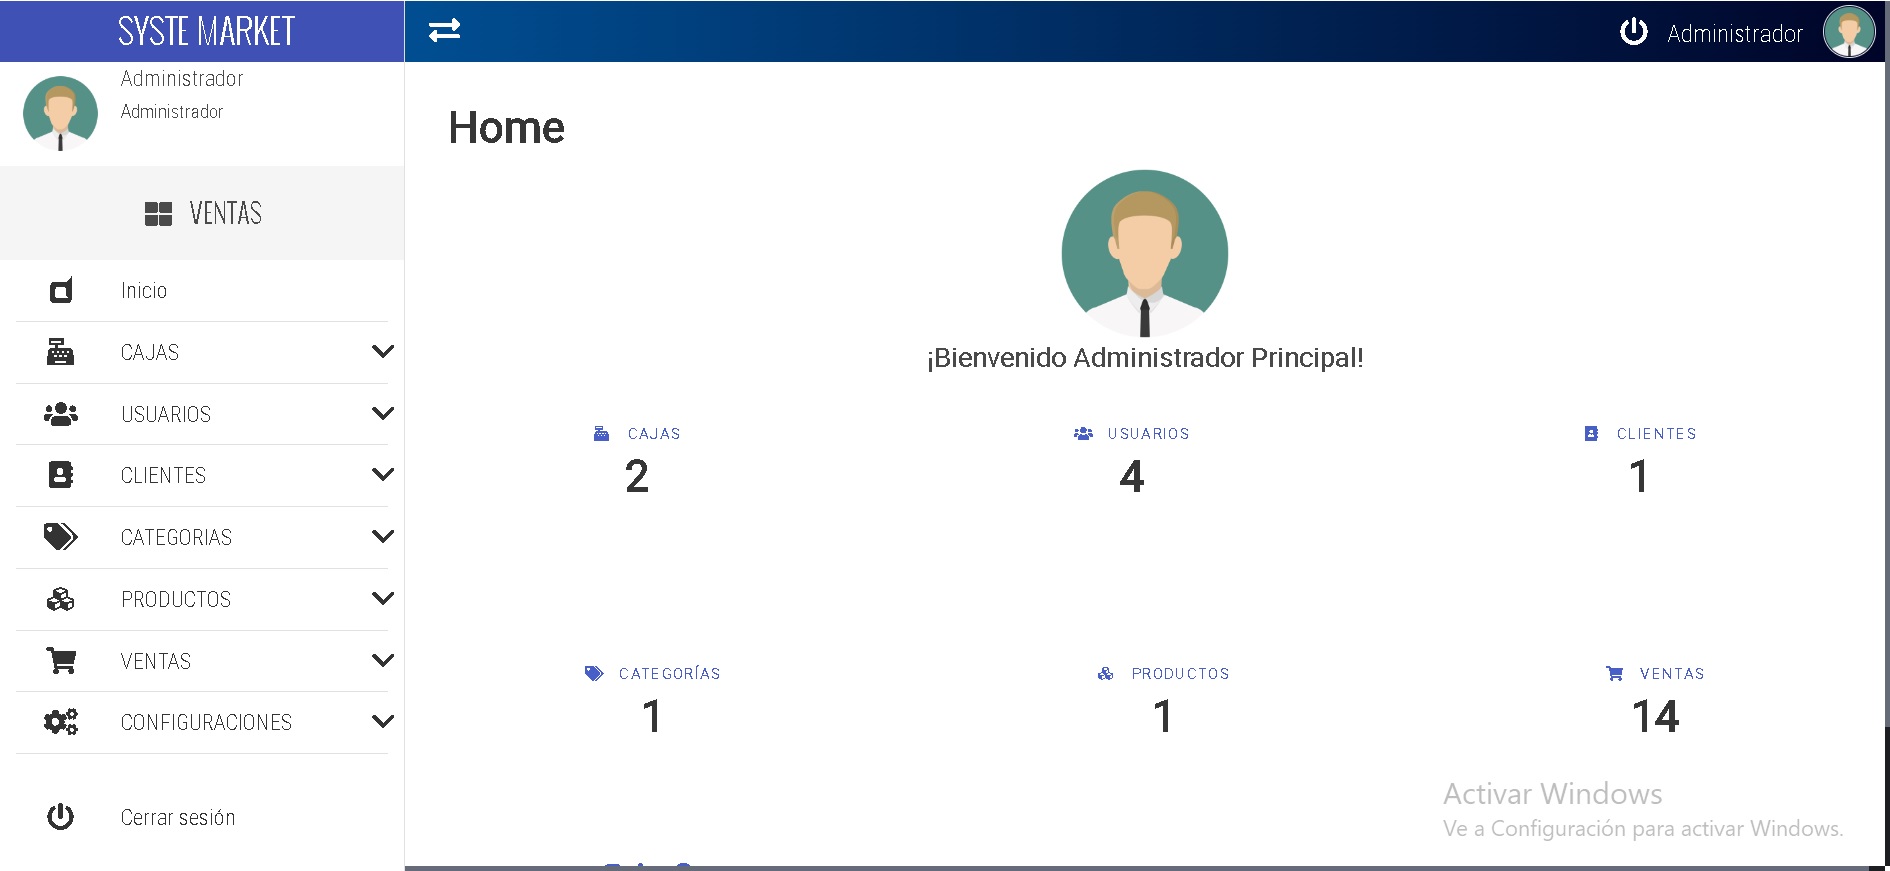 SYSTE MARKET
Administrador
Administrador
Administrador
VENTAS
Inicio
CAJAS
USUARIOS
CLIENTES
CATEGORIAS
PRODUCTOS
VENTAS
CONFIGURACIONES
Cerrar sesión
Home
¡Bienvenido Administrador Principal!
CAJAS
2
USUARIOS
4
CLIENTES
1
CATEGORÍAS
1
PRODUCTOS
1
VENTAS
14
Activar Windows
Ve a Configuración para activar Windows.